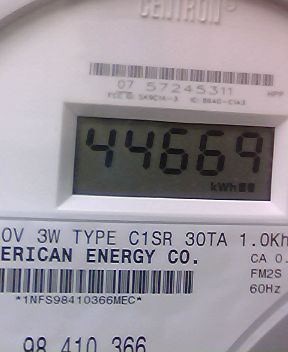 CENTRON®
07 57245311
44669
kWh
0V 3W TYPE C1SR 30TA 1.0Kh
ERICAN ENERGY CO.
CA 0.
FM2S
60Hz
*1NFS98410366MEC*
98 410 366